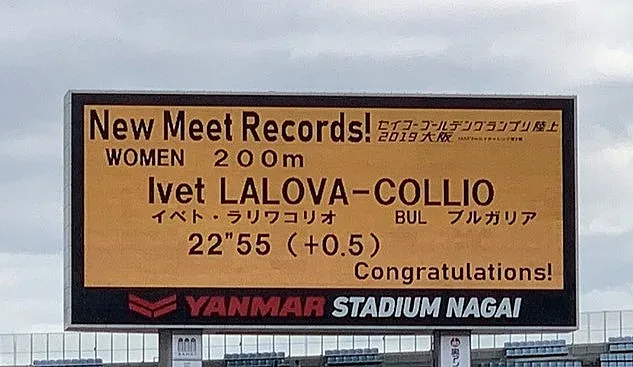 New Meet Records! セイコーゴールデングランプリ陸上
2019大阪
WOMEN 200m
Ivet LALOVA-COLLIO
イベト・ラリワコリオ BUL ブルガリア
22"55 (+0.5)
Congratulations!
YANMAR STADIUM NAGAI